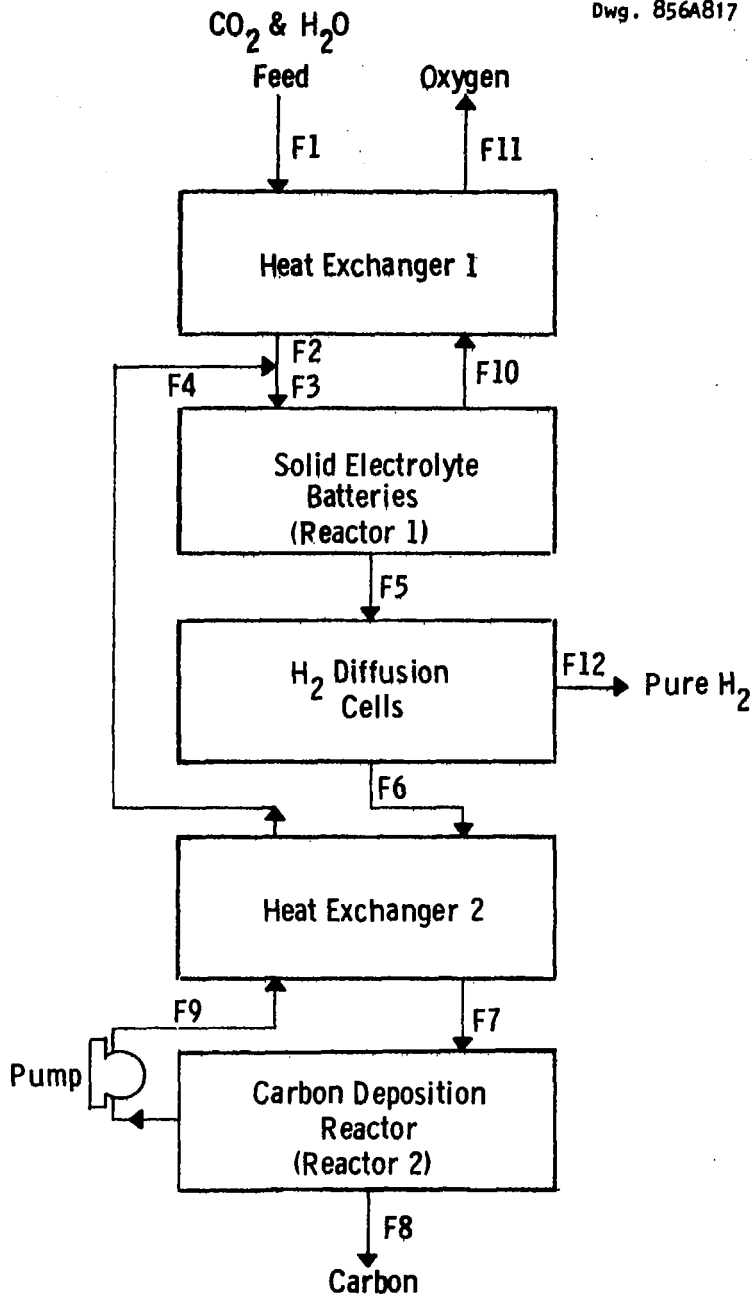 Dwg. 856A817
CO2 & H2O
Feed
Oxygen
F1
F11
Heat Exchanger 1
F2
F4
F3
F10
Solid Electrolyte
Batteries
(Reactor 1)
F5
H2 Diffusion
Cells
F12
Pure H2
F6
Heat Exchanger 2
F9
F7
Pump
Carbon Deposition
Reactor
(Reactor 2)
F8
Carbon